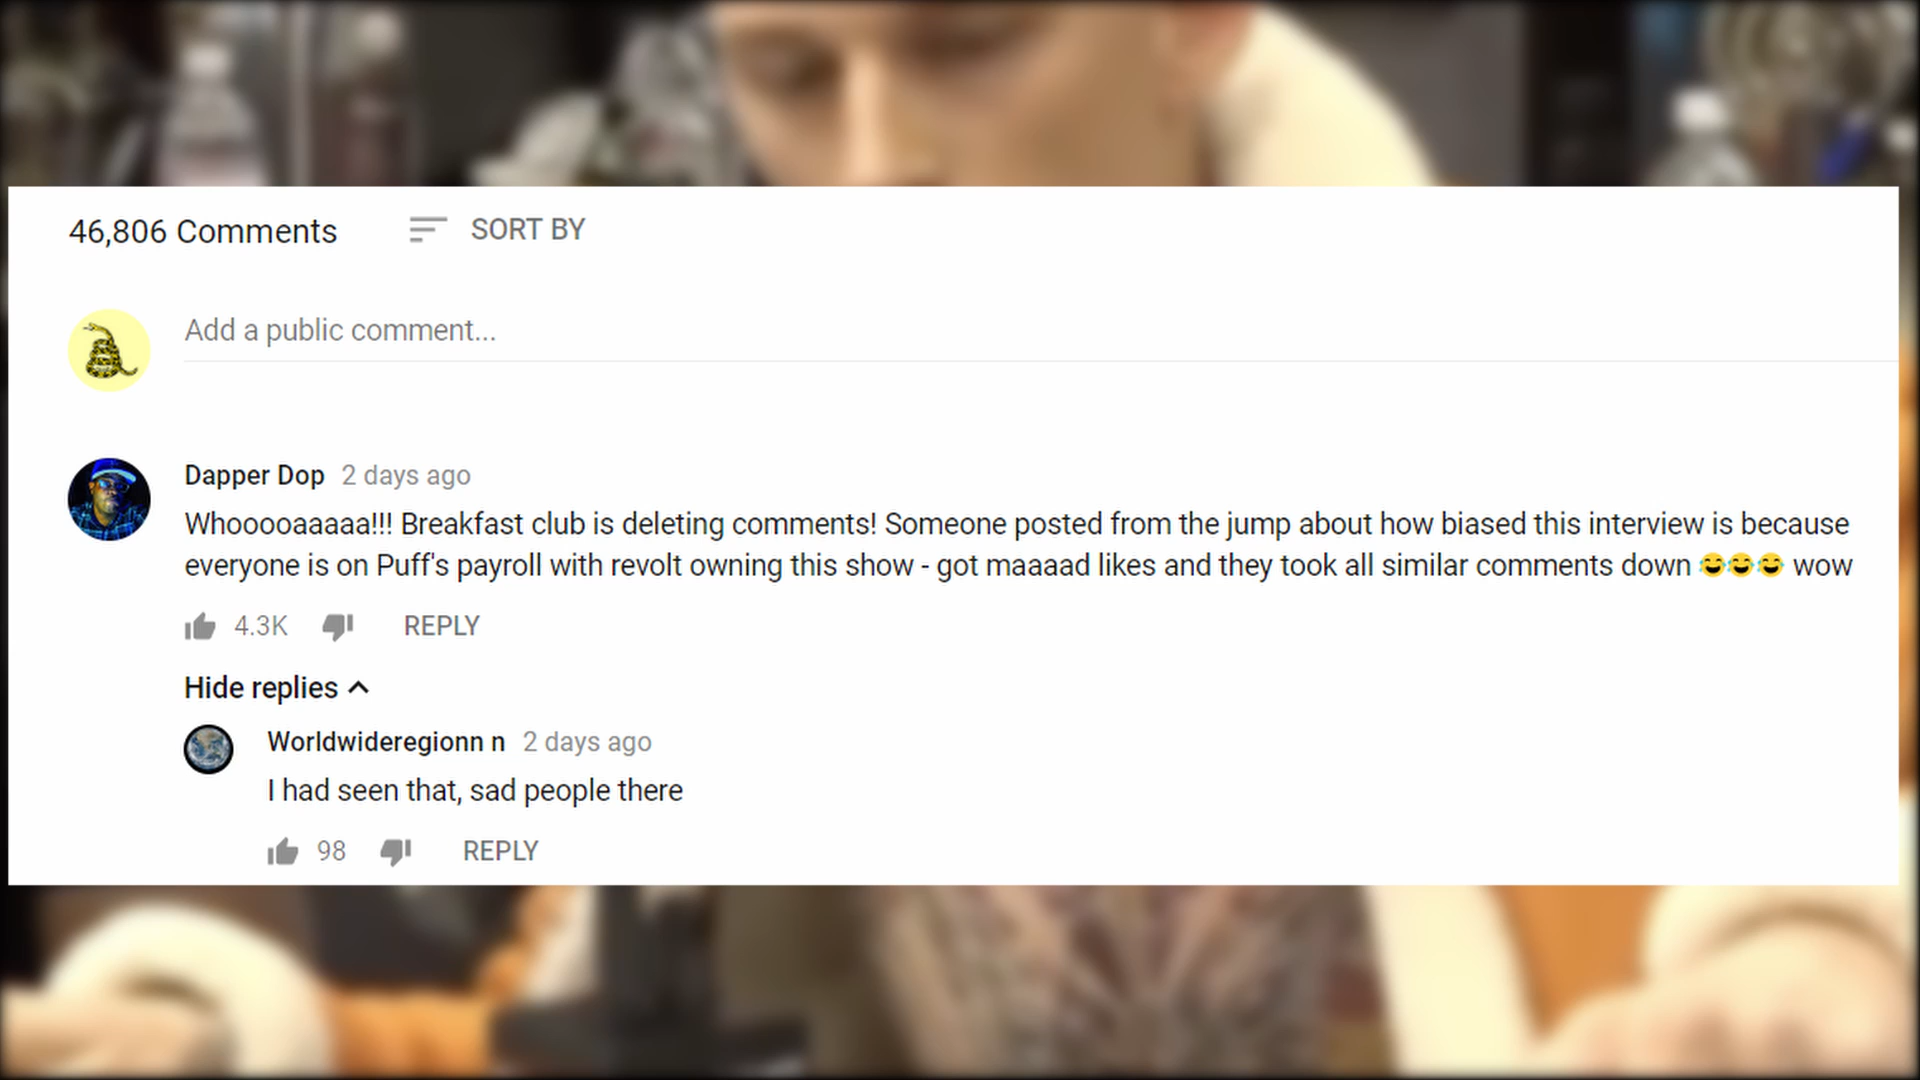 46,806 Comments SORT BY
Add a public comment...
Dapper Dop 2 days ago
Whooooaaaaa!!! Breakfast club is deleting comments! Someone posted from the jump about how biased this interview is because
everyone is on Puff's payroll with revolt owning this show - got maaaad likes and they took all similar comments down 😂😂😂 wow
4.3K REPLY
Hide replies
Worldwideregionn n 2 days ago
I had seen that, sad people there
98 REPLY